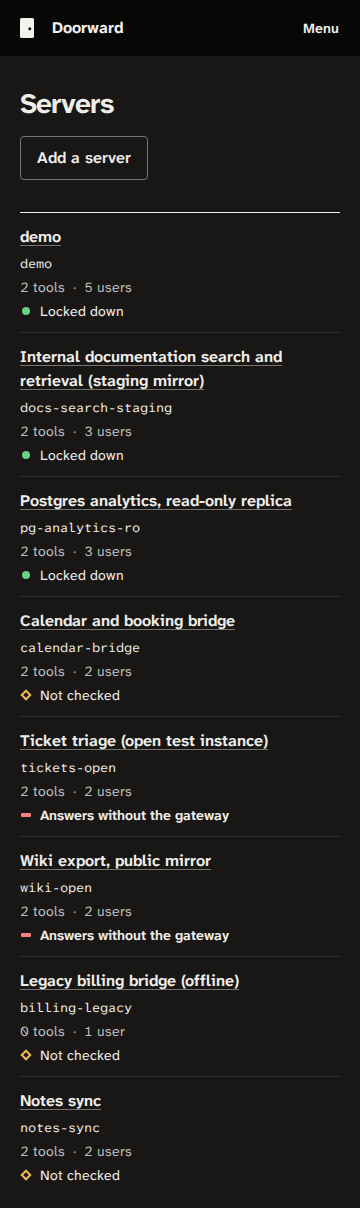 Doorward
Menu
Servers
Add a server
demo
demo
2 tools · 5 users
Locked down
Internal documentation search and
retrieval (staging mirror)
docs-search-staging
2 tools · 3 users
Locked down
Postgres analytics, read-only replica
pg-analytics-ro
2 tools · 3 users
Locked down
Calendar and booking bridge
calendar-bridge
2 tools · 2 users
Not checked
Ticket triage (open test instance)
tickets-open
2 tools · 2 users
Answers without the gateway
Wiki export, public mirror
wiki-open
2 tools · 2 users
Answers without the gateway
Legacy billing bridge (offline)
billing-legacy
0 tools · 1 user
Not checked
Notes sync
notes-sync
2 tools · 2 users
Not checked